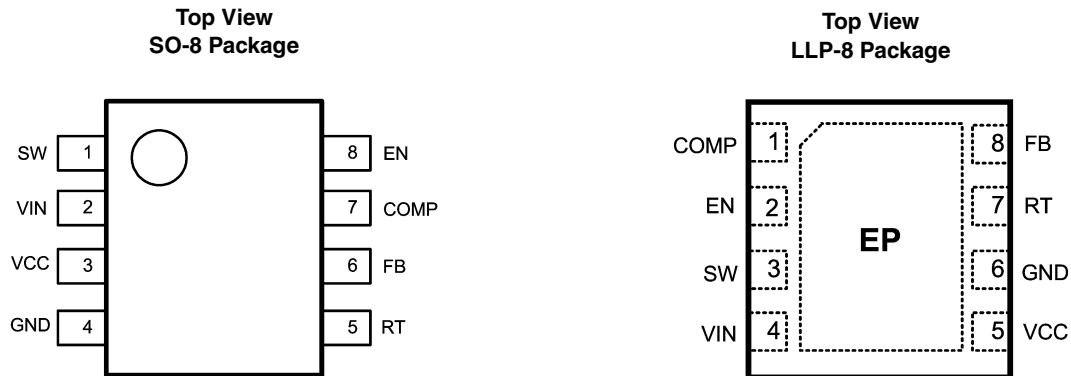 Top View
SO-8 Package
SW 1
8 EN
VIN 2
7 COMP
VCC 3
6 FB
GND 4
5 RT
Top View
LLP-8 Package
COMP 1
8 FB
EN 2
7 RT
EP
SW 3
6 GND
VIN 4
5 VCC